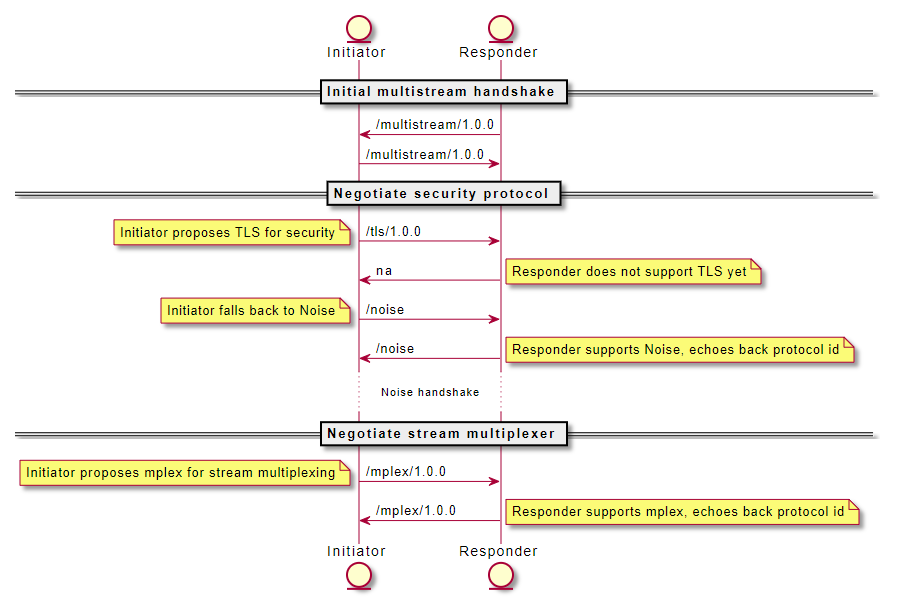 Initiator
Responder
Initial multistream handshake
/multistream/1.0.0
/multistream/1.0.0
Negotiate security protocol
Initiator proposes TLS for security
/tls/1.0.0
na
Responder does not support TLS yet
Initiator falls back to Noise
/noise
/noise
Responder supports Noise, echoes back protocol id
Noise handshake
Negotiate stream multiplexer
Initiator proposes mplex for stream multiplexing
/mplex/1.0.0
/mplex/1.0.0
Responder supports mplex, echoes back protocol id
Initiator
Responder